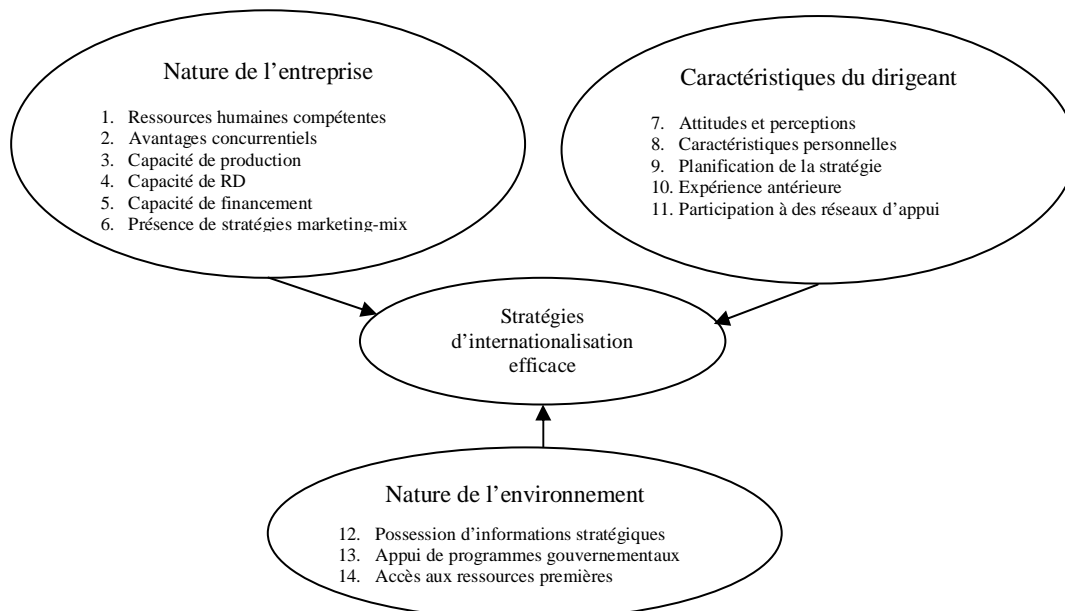 Nature de l’entreprise
1. Ressources humaines compétentes
2. Avantages concurrentiels
3. Capacité de production
4. Capacité de RD
5. Capacité de financement
6. Présence de stratégies marketing-mix
Caractéristiques du dirigeant
7. Attitudes et perceptions
8. Caractéristiques personnelles
9. Planification de la stratégie
10. Expérience antérieure
11. Participation à des réseaux d’appui
Stratégies
d’internationalisation
efficace
Nature de l’environnement
12. Possession d’informations stratégiques
13. Appui de programmes gouvernementaux
14. Accès aux ressources premières